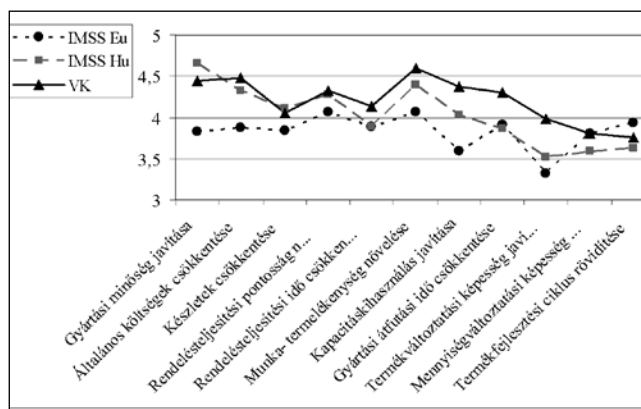 IMSS Eu
IMSS Hu
VK
5
4,5
4
3,5
3
Gyártási minőség javítása
Általános költségek csökkentése
Készletek csökkentése
Rendelésteljesítési pontosság n...
Rendelésteljesítési idő csökken...
Munka- termelékenység növelése
Kapacitáskihasználás javítása
Gyártási átfutási idő csökkentése
Termékváltoztatási képesség javi...
Mennyiségváltoztatási képesség ...
Termékfejlesztési ciklus rövidítése